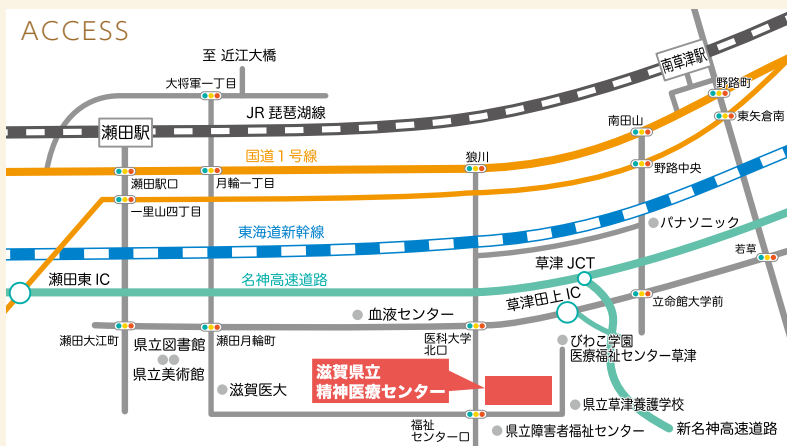 ACCESS
至 近江大橋
大将軍一丁目
南草津駅
野路町
JR 琵琶湖線
南田山
東矢倉南
瀬田駅
狼川
国道1号線
瀬田駅口
月輪一丁目
野路中央
一里山四丁目
パナソニック
東海道新幹線
若草
草津 JCT
瀬田東 IC
名神高速道路
草津田上 IC
立命館大学前
血液センター
瀬田大江町
県立図書館
瀬田月輪町
医科大学
北口
びわこ学園
医療福祉センター草津
県立美術館
滋賀県立
精神医療センター
滋賀医大
県立草津養護学校
福祉
センター口
県立障害者福祉センター
新名神高速道路